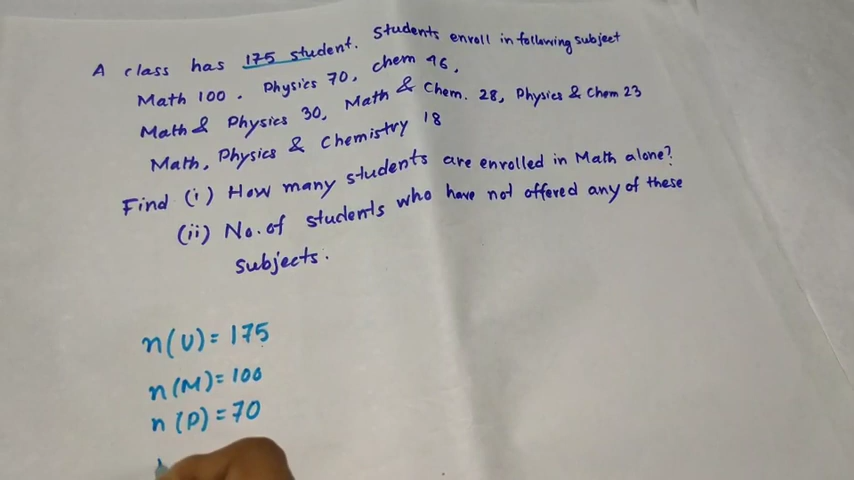 A class has 175 student. Students enroll in following subject
Math 100. Physics 70, chem 46,
Math & Physics 30, Math & Chem. 28, Physics & Chem 23
Math, Physics & Chemistry 18
Find (i) How many students are enrolled in Math alone?
(ii) No. of students who have not offered any of these
subjects.
n(U) = 175
n(M) = 100
n(P) = 70